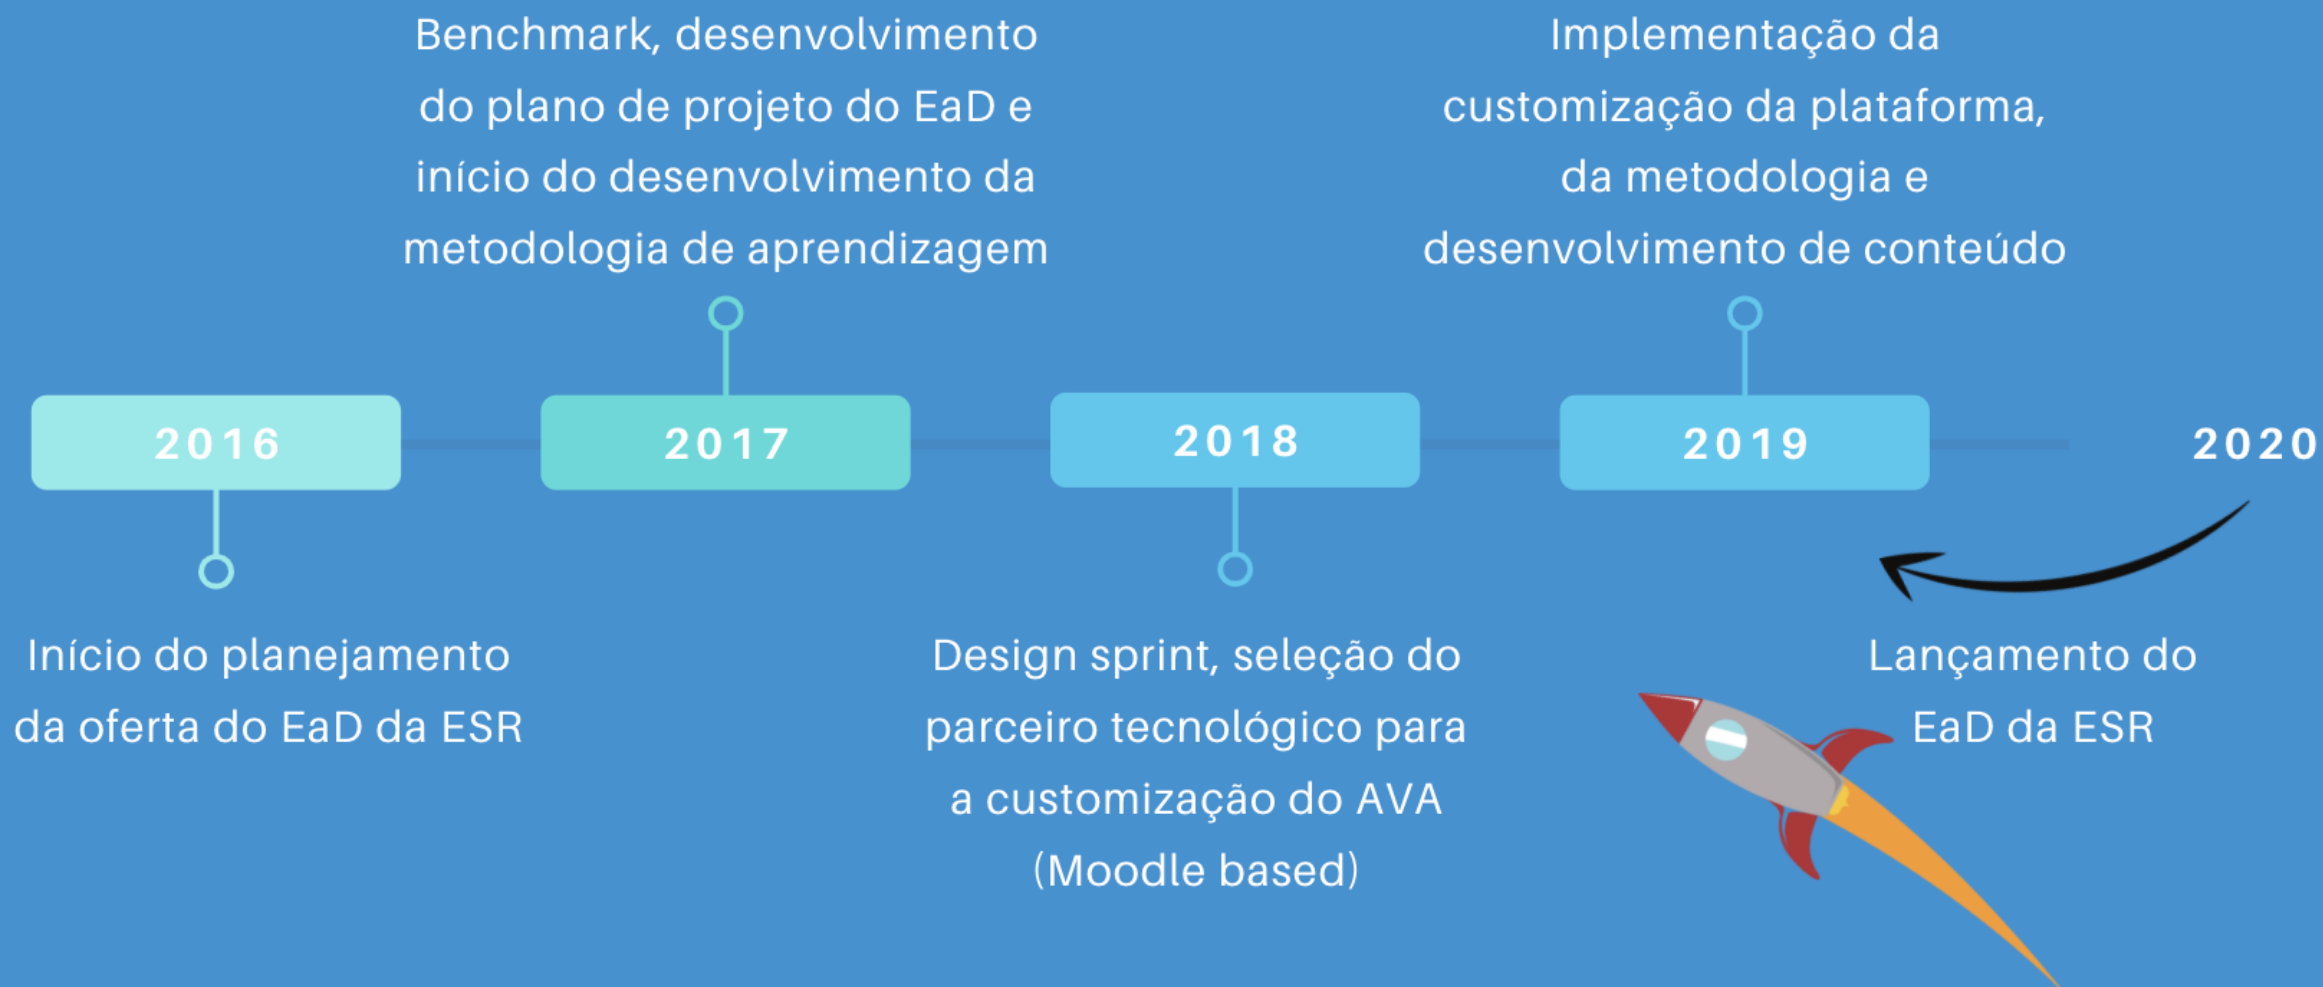 Benchmark, desenvolvimento
do plano de projeto do EaD e
início do desenvolvimento da
metodologia de aprendizagem
Implementação da
customização da plataforma,
da metodologia e
desenvolvimento de conteúdo
2016
2017
2018
2019
2020
Início do planejamento
da oferta do EaD da ESR
Design sprint, seleção do
parceiro tecnológico para
a customização do AVA
(Moodle based)
Lançamento do
EaD da ESR